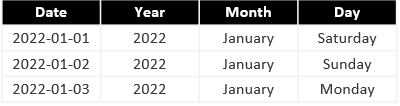 Date Year Month Day
2022-01-01 2022 January Saturday
2022-01-02 2022 January Sunday
2022-01-03 2022 January Monday